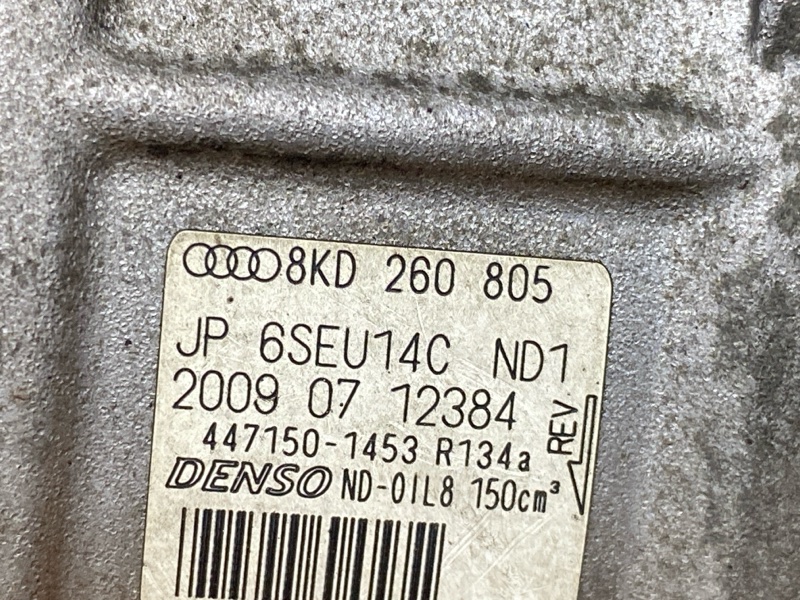 8KD 260 805
JP 6SEU14C ND1
2009 07 12384
447150-1453 R134a
REV
DENSO ND-OIL8 150cm³